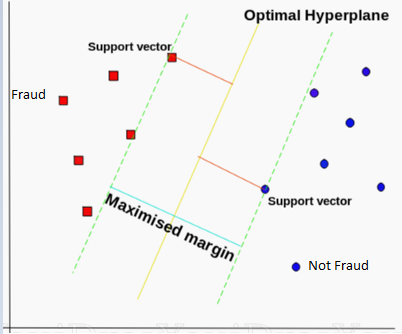 Optimal Hyperplane
Support vector
Fraud
Support vector
Maximised margin
Not Fraud